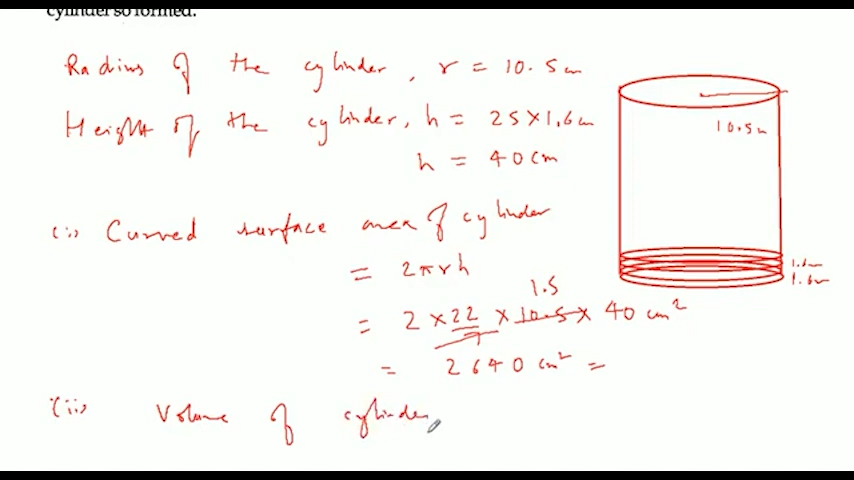 cylinder so formed.
Radius of the cylinder, r = 10.5 cm
Height of the cylinder, h = 25 × 1.6 cm
h = 40 cm
10.5 cm
(i) Curved surface area of cylinder
= 2πrh
1.6 cm
1.6 cm
1.5
= 2 × 22/7 × 10.5 × 40 cm²
= 2640 cm² =
(ii) Volume of cylinder